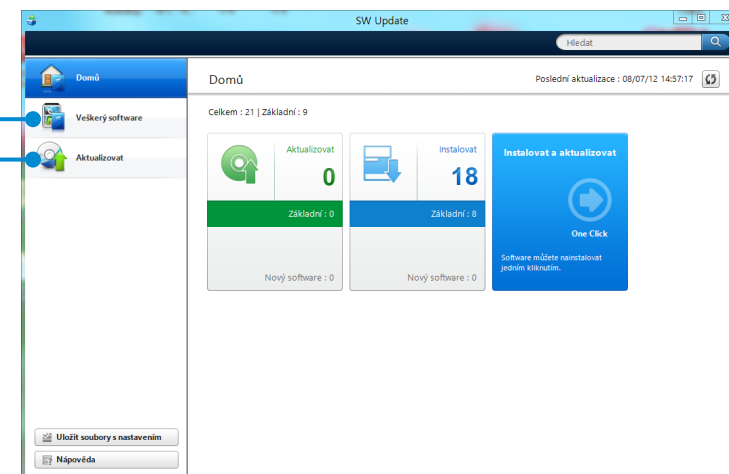 SW Update
Hledat
Domů
Veškerý software
Aktualizovat
Uložit soubory s nastavením
Nápověda
Domů
Poslední aktualizace : 08/07/12 14:57:17
Celkem : 21 | Základní : 9
Aktualizovat
0
Základní : 0
Nový software : 0
Instalovat
18
Základní : 8
Nový software : 0
Instalovat a aktualizovat
One Click
Software můžete nainstalovat
jedním kliknutím.